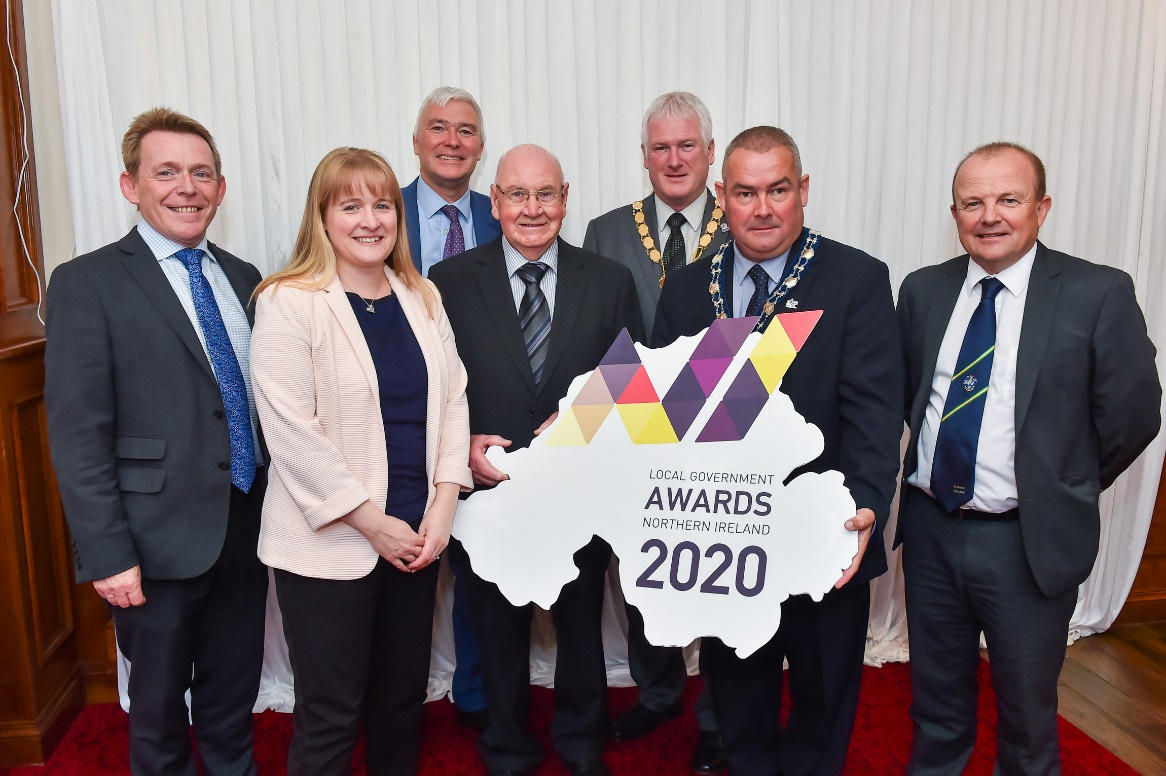 LOCAL GOVERNMENT
AWARDS
NORTHERN IRELAND
2020